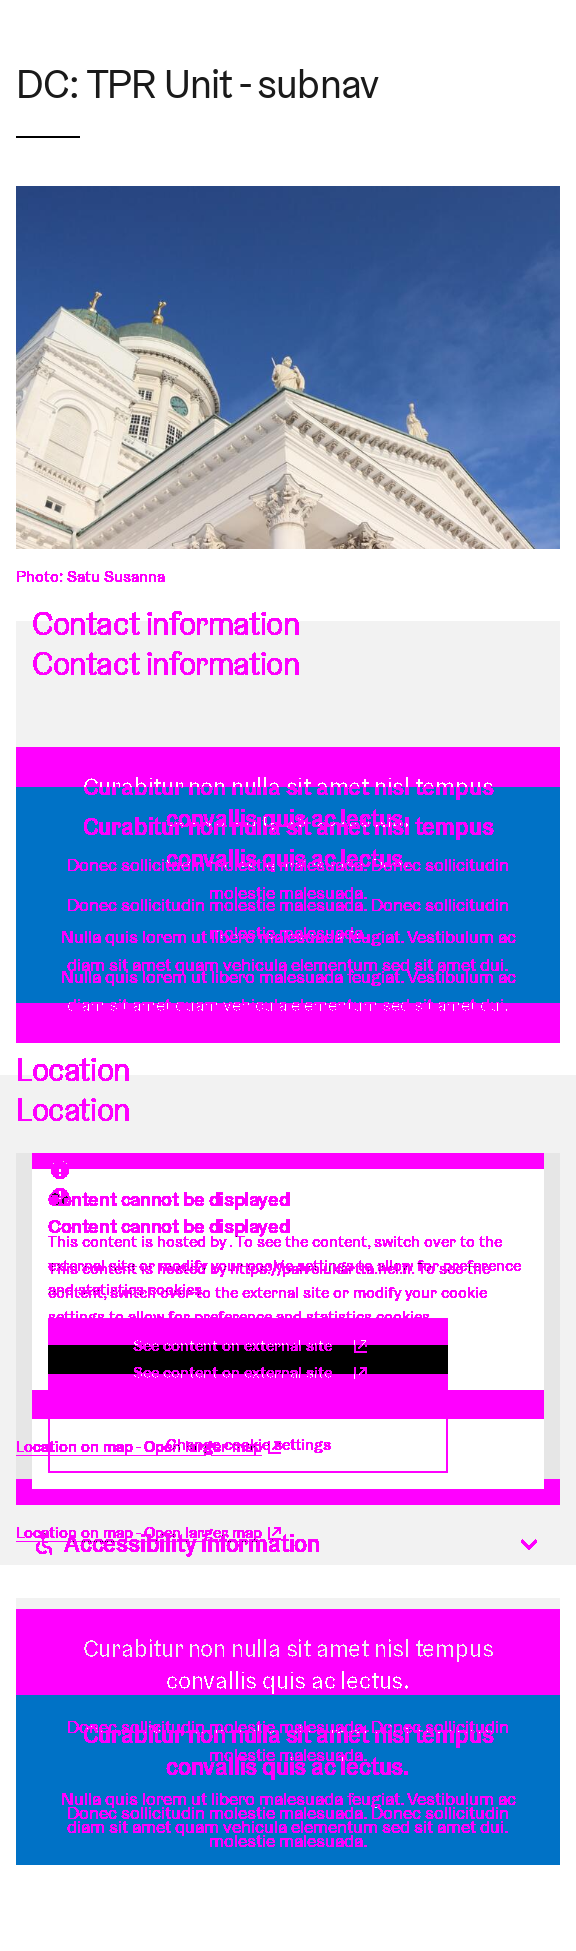 DC: TPR Unit - subnav
Photo: Satu Susanna
Contact information
Contact information
Curabitur non nulla sit amet nisl tempus
Curabitur non nulla sit amet nisl tempus
convallis quis ac lectus.
convallis quis ac lectus.
Donec sollicitudin molestie malesuada. Donec sollicitudin
molestie malesuada.
Donec sollicitudin molestie malesuada. Donec sollicitudin
molestie malesuada.
Nulla quis lorem ut libero malesuada feugiat. Vestibulum ac
diam sit amet quam vehicula elementum sed sit amet dui.
Nulla quis lorem ut libero malesuada feugiat. Vestibulum ac
diam sit amet quam vehicula elementum sed sit amet dui.
Location
Location
Content cannot be displayed
Content cannot be displayed
This content is hosted by . To see the content, switch over to the
external site or modify your cookie settings to allow for preference
and statistics cookies.
This content is hosted by https://palvelukartta.hel.fi. To see the
content, switch over to the external site or modify your cookie
settings to allow for preference and statistics cookies.
See content on external site
See content on external site
Change cookie settings
Location on map - Open larger map
Location on map - Open larger map
Accessibility information
Curabitur non nulla sit amet nisl tempus
convallis quis ac lectus.
Donec sollicitudin molestie malesuada. Donec sollicitudin
Curabitur non nulla sit amet nisl tempus
molestie malesuada.
convallis quis ac lectus.
Nulla quis lorem ut libero malesuada feugiat. Vestibulum ac
Donec sollicitudin molestie malesuada. Donec sollicitudin
diam sit amet quam vehicula elementum sed sit amet dui.
molestie malesuada.